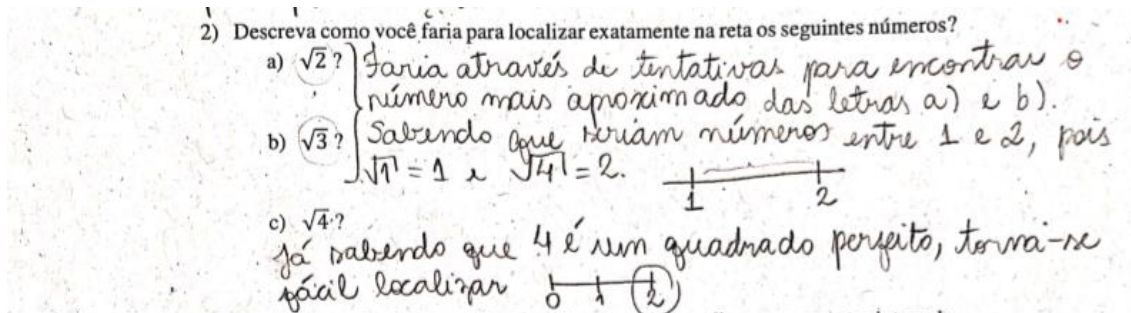 2) Descreva como você faria para localizar exatamente na reta os seguintes números?
a) √2? Faria através de tentativas para encontrar o
número mais aproximado das letras a) e b).
b) √3? Sabendo que seriam números entre 1 e 2, pois
√1 = 1 e √4 = 2. 1 2
c) √4?
Já sabendo que 4 é um quadrado perfeito, torna-se
fácil localizar 0 1 2